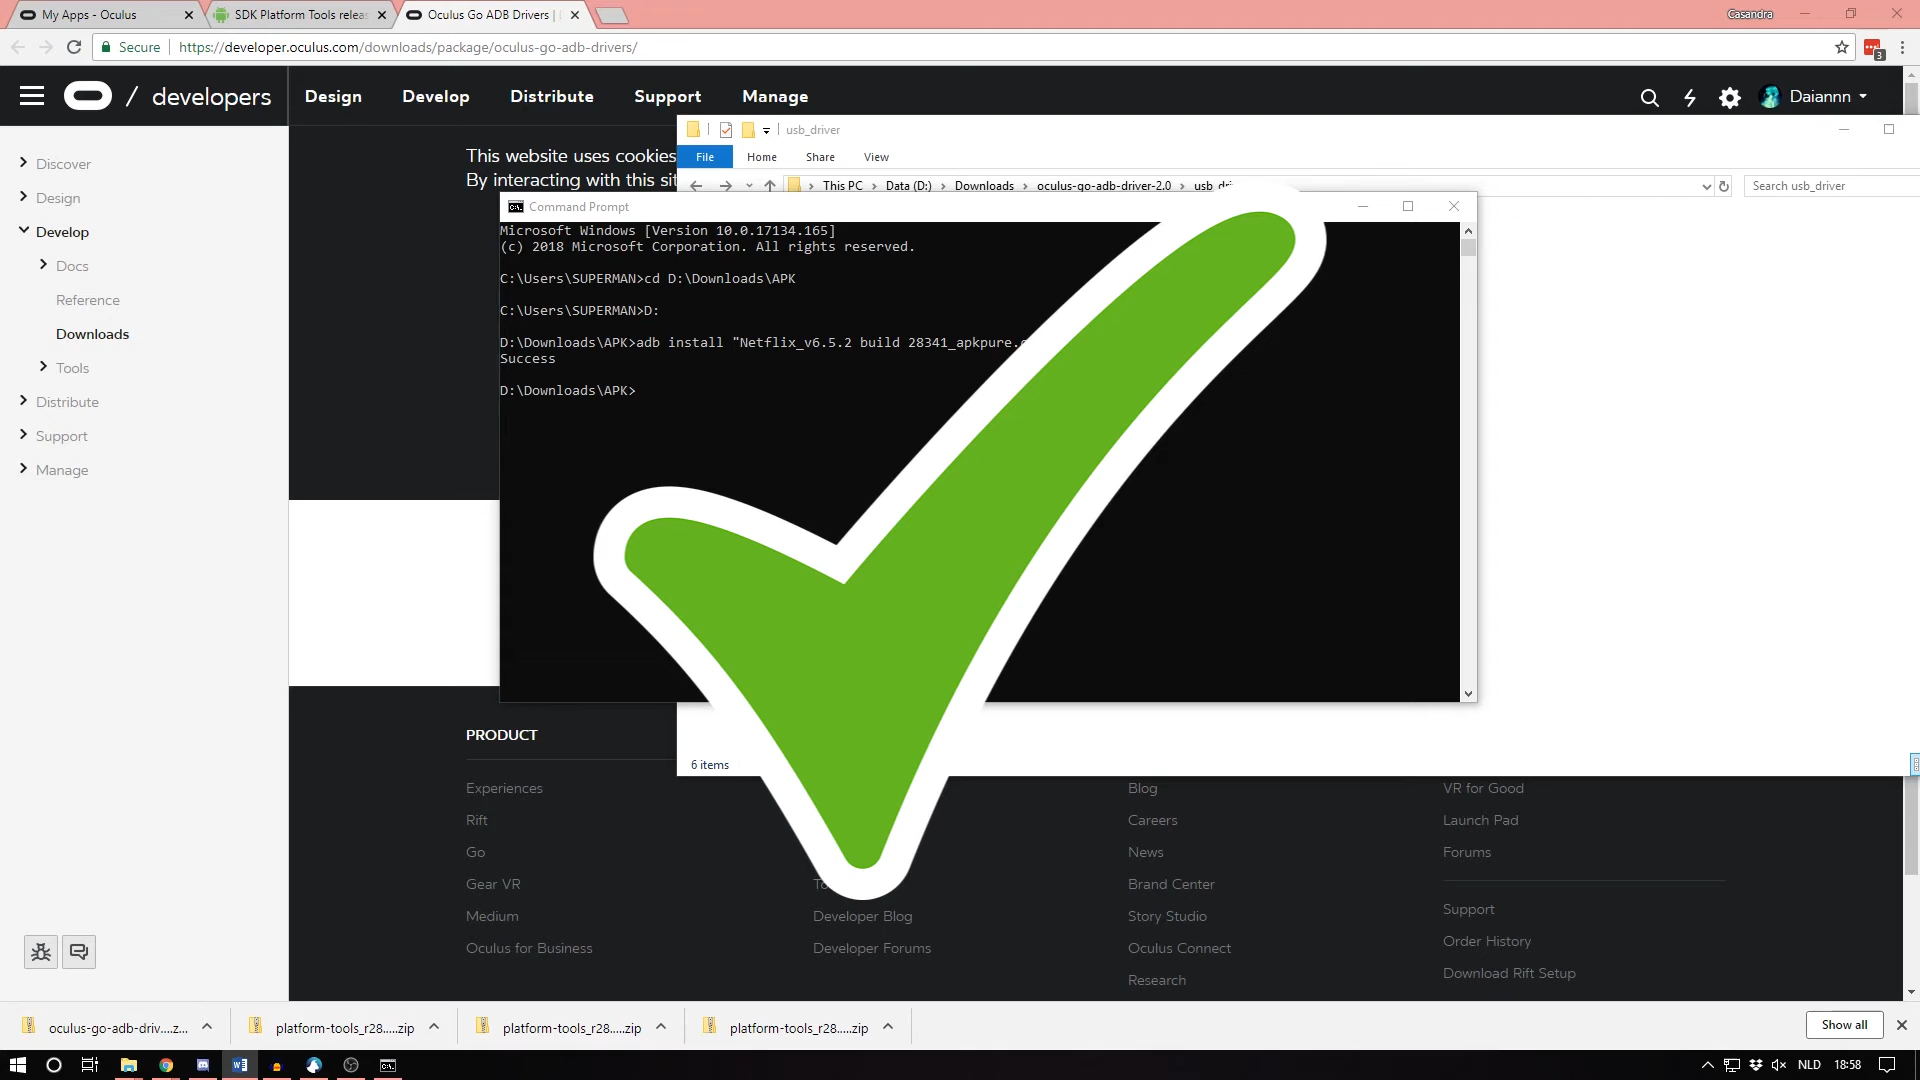 My Apps - Oculus
SDK Platform Tools releas
Oculus Go ADB Drivers |
Casandra
Secure
https://developer.oculus.com/downloads/package/oculus-go-adb-drivers/
3
/ developers
Design
Develop
Distribute
Support
Manage
Daiannn
Discover
Design
Develop
Docs
Reference
Downloads
Tools
Distribute
Support
Manage
This website uses cookies
By interacting with this sit
usb_driver
File
Home
Share
View
This PC > Data (D:) > Downloads > oculus-go-adb-driver-2.0 > usb_dri
Search usb_driver
Command Prompt
Microsoft Windows [Version 10.0.17134.165]
(c) 2018 Microsoft Corporation. All rights reserved.
C:\Users\SUPERMAN>cd D:\Downloads\APK
C:\Users\SUPERMAN>D:
D:\Downloads\APK>adb install "Netflix_v6.5.2 build 28341_apkpure.
Success
D:\Downloads\APK>
6 items
PRODUCT
Experiences
Rift
Go
Gear VR
Medium
Oculus for Business
Developer Blog
Developer Forums
Blog
Careers
News
Brand Center
Story Studio
Oculus Connect
Research
VR for Good
Launch Pad
Forums
Support
Order History
Download Rift Setup
oculus-go-adb-driv....z...
platform-tools_r28.....zip
platform-tools_r28.....zip
platform-tools_r28.....zip
Show all
NLD
18:58